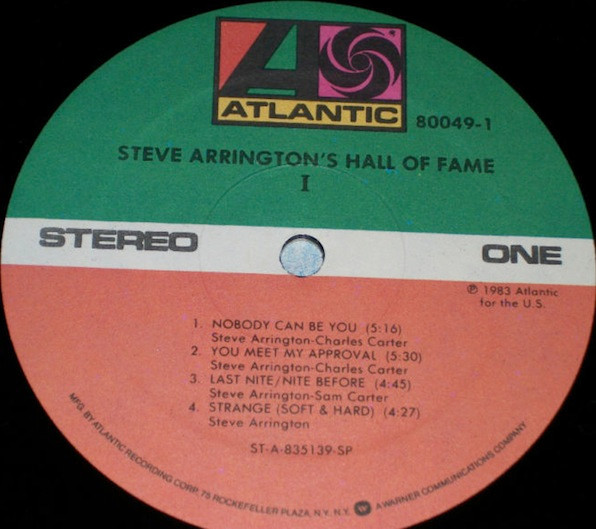 ATLANTIC
80049-1
STEVE ARRINGTON'S HALL OF FAME
I
STEREO
ONE
℗ 1983 Atlantic
for the U.S.
1. NOBODY CAN BE YOU (5:16)
Steve Arrington-Charles Carter
2. YOU MEET MY APPROVAL (5:30)
Steve Arrington-Charles Carter
3. LAST NITE/NITE BEFORE (4:45)
Steve Arrington-Sam Carter
4. STRANGE (SOFT & HARD) (4:27)
Steve Arrington
ST-A-835139-SP
MFG. BY ATLANTIC RECORDING CORP., 75 ROCKEFELLER PLAZA, N.Y., N.Y. A WARNER COMMUNICATIONS COMPANY